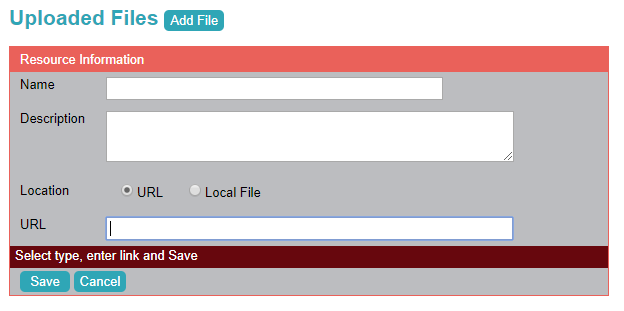 Uploaded Files Add File
Resource Information
Name
Description
Location URL Local File
URL
Select type, enter link and Save
Save Cancel